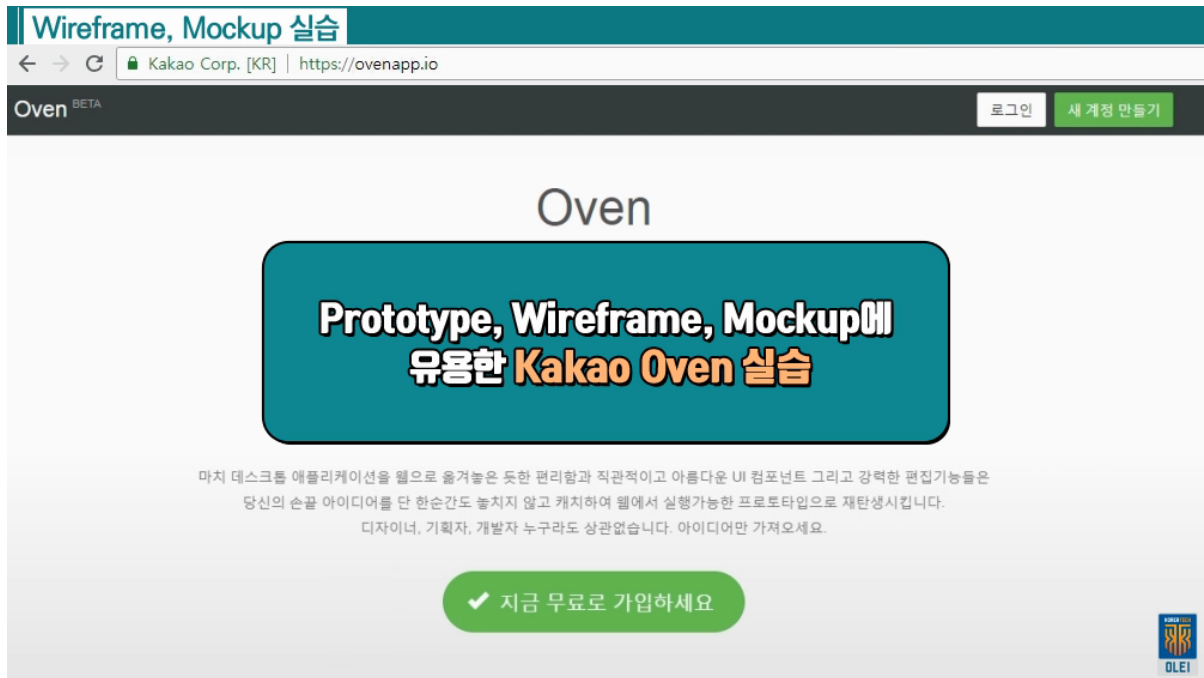 Wireframe, Mockup 실습
Kakao Corp. [KR] | https://ovenapp.io
Oven BETA
로그인
새 계정 만들기
Oven
Prototype, Wireframe, Mockup에
유용한 Kakao Oven 실습
마치 데스크톱 애플리케이션을 웹으로 옮겨놓은 듯한 편리함과 직관적이고 아름다운 UI 컴포넌트 그리고 강력한 편집기능들은
당신의 손끝 아이디어를 단 한순간도 놓치지 않고 캐치하여 웹에서 실행가능한 프로토타입으로 재탄생시킵니다.
디자이너, 기획자, 개발자 누구라도 상관없습니다. 아이디어만 가져오세요.
지금 무료로 가입하세요
KOREATECH
OLEI